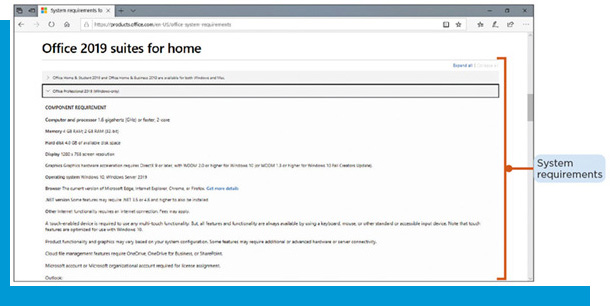 System requirements fo
https://products.office.com/en-US/office-system-requirements
Office 2019 suites for home
Expand all
Office Home & Student 2019 and Office Home & Business 2019 are available for both Windows and Mac.
Office Professional 2019 (Windows only)
COMPONENT REQUIREMENT
Computer and processor 1.6 gigahertz (GHz) or faster, 2-core
Memory 4 GB RAM; 2 GB RAM (32-bit)
Hard disk 4.0 GB of available disk space
Display 1280 x 768 screen resolution
Graphics Graphics hardware acceleration requires DirectX 9 or later, with WDDM 2.0 or higher for Windows 10 (or WDDM 1.3 or higher for Windows 10 Fall Creators Update).
Operating system Windows 10, Windows Server 2019
Browser The current version of Microsoft Edge, Internet Explorer, Chrome, or Firefox. Get more details
.NET version Some features may require .NET 3.5 or 4.6 and higher to also be installed.
Other Internet functionality requires an Internet connection. Fees may apply.
A touch-enabled device is required to use any multi-touch functionality. But, all features and functionality are always available by using a keyboard, mouse, or other standard or accessible input device. Note that touch
features are optimized for use with Windows 10.
Product functionality and graphics may vary based on your system configuration. Some features may require additional or advanced hardware or server connectivity.
Cloud file management features require OneDrive, OneDrive for Business, or SharePoint.
Microsoft account or Microsoft organizational account required for license assignment.
Outlook:
System
requirements